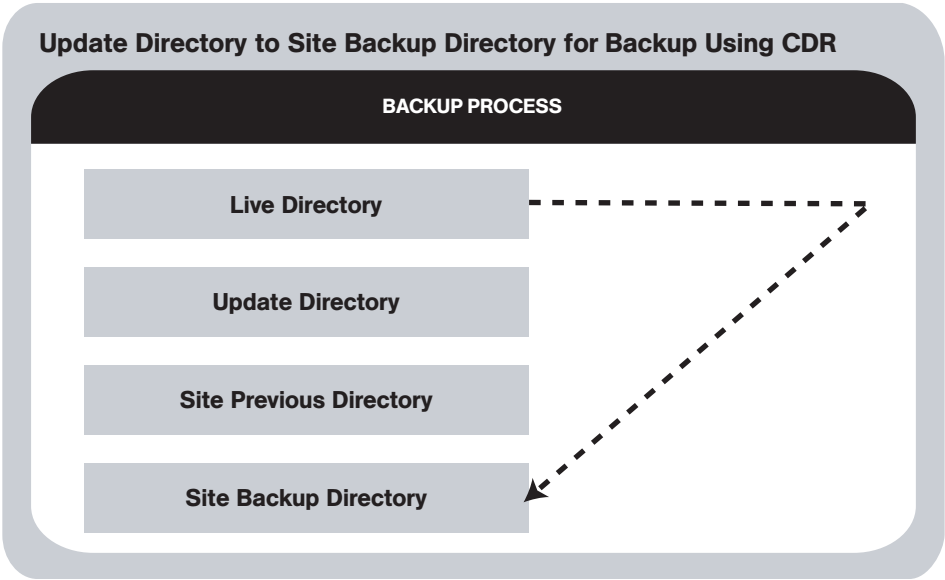 Update Directory to Site Backup Directory for Backup Using CDR
BACKUP PROCESS
Live Directory
Update Directory
Site Previous Directory
Site Backup Directory